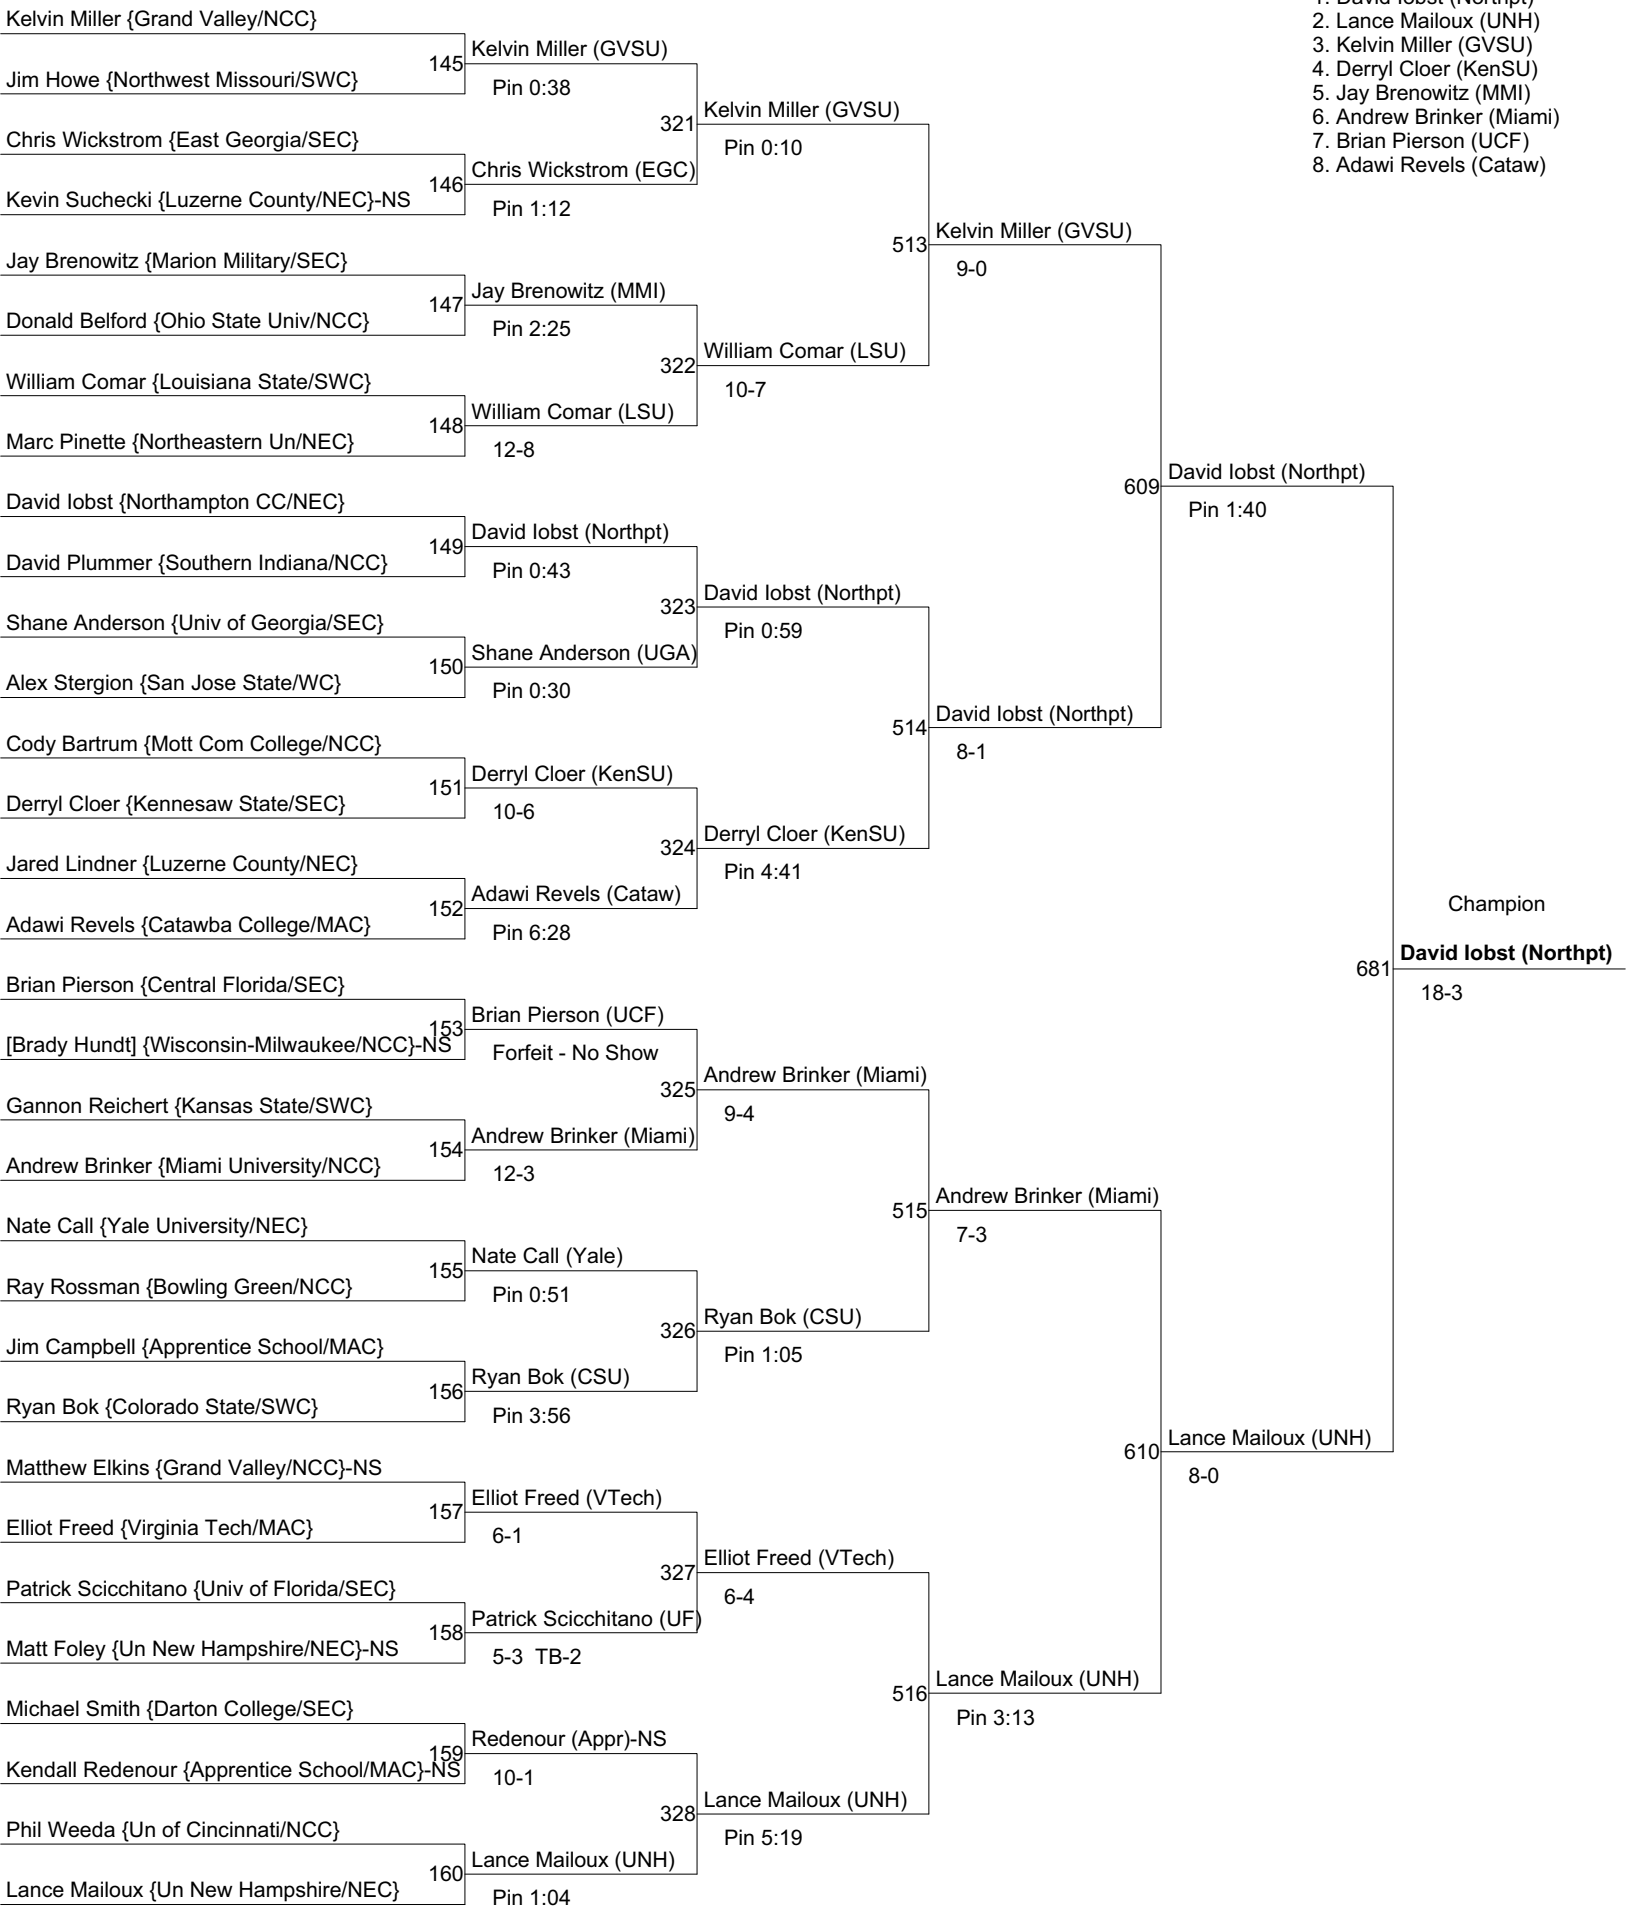 1. David Iobst (Northpt)
2. Lance Mailoux (UNH)
3. Kelvin Miller (GVSU)
4. Derryl Cloer (KenSU)
5. Jay Brenowitz (MMI)
6. Andrew Brinker (Miami)
7. Brian Pierson (UCF)
8. Adawi Revels (Cataw)
Kelvin Miller {Grand Valley/NCC}
145
Jim Howe {Northwest Missouri/SWC}
Chris Wickstrom {East Georgia/SEC}
146
Kevin Suchecki {Luzerne County/NEC}-NS
Jay Brenowitz {Marion Military/SEC}
147
Donald Belford {Ohio State Univ/NCC}
William Comar {Louisiana State/SWC}
148
Marc Pinette {Northeastern Un/NEC}
David Iobst {Northampton CC/NEC}
149
David Plummer {Southern Indiana/NCC}
Shane Anderson {Univ of Georgia/SEC}
150
Alex Stergion {San Jose State/WC}
Cody Bartrum {Mott Com College/NCC}
151
Derryl Cloer {Kennesaw State/SEC}
Jared Lindner {Luzerne County/NEC}
152
Adawi Revels {Catawba College/MAC}
Brian Pierson {Central Florida/SEC}
153
[Brady Hundt] {Wisconsin-Milwaukee/NCC}-NS
Gannon Reichert {Kansas State/SWC}
154
Andrew Brinker {Miami University/NCC}
Nate Call {Yale University/NEC}
155
Ray Rossman {Bowling Green/NCC}
Jim Campbell {Apprentice School/MAC}
156
Ryan Bok {Colorado State/SWC}
Matthew Elkins {Grand Valley/NCC}-NS
157
Elliot Freed {Virginia Tech/MAC}
Patrick Scicchitano {Univ of Florida/SEC}
158
Matt Foley {Un New Hampshire/NEC}-NS
Michael Smith {Darton College/SEC}
159
Kendall Redenour {Apprentice School/MAC}-NS
Phil Weeda {Un of Cincinnati/NCC}
160
Lance Mailoux {Un New Hampshire/NEC}
Kelvin Miller (GVSU)
Pin 0:38
321
Chris Wickstrom (EGC)
Pin 1:12
Jay Brenowitz (MMI)
Pin 2:25
322
William Comar (LSU)
12-8
David Iobst (Northpt)
Pin 0:43
323
Shane Anderson (UGA)
Pin 0:30
Derryl Cloer (KenSU)
10-6
324
Adawi Revels (Cataw)
Pin 6:28
Brian Pierson (UCF)
Forfeit - No Show
325
Andrew Brinker (Miami)
12-3
Nate Call (Yale)
Pin 0:51
326
Ryan Bok (CSU)
Pin 3:56
Elliot Freed (VTech)
6-1
327
Patrick Scicchitano (UF)
5-3 TB-2
Redenour (Appr)-NS
10-1
328
Lance Mailoux (UNH)
Pin 1:04
Kelvin Miller (GVSU)
Pin 0:10
513
William Comar (LSU)
10-7
David Iobst (Northpt)
Pin 0:59
514
Derryl Cloer (KenSU)
Pin 4:41
Andrew Brinker (Miami)
9-4
515
Ryan Bok (CSU)
Pin 1:05
Elliot Freed (VTech)
6-4
516
Lance Mailoux (UNH)
Pin 5:19
Kelvin Miller (GVSU)
9-0
609
David Iobst (Northpt)
8-1
Andrew Brinker (Miami)
7-3
610
Lance Mailoux (UNH)
Pin 3:13
David Iobst (Northpt)
Pin 1:40
681
Lance Mailoux (UNH)
8-0
Champion
David Iobst (Northpt)
18-3